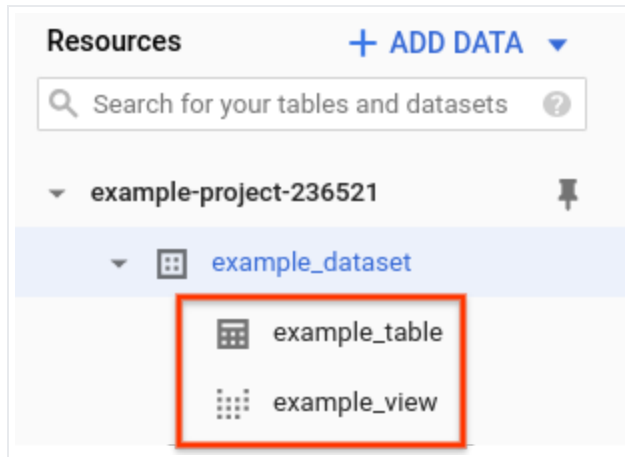 Resources + ADD DATA
Search for your tables and datasets ?
example-project-236521
example_dataset
example_table
example_view